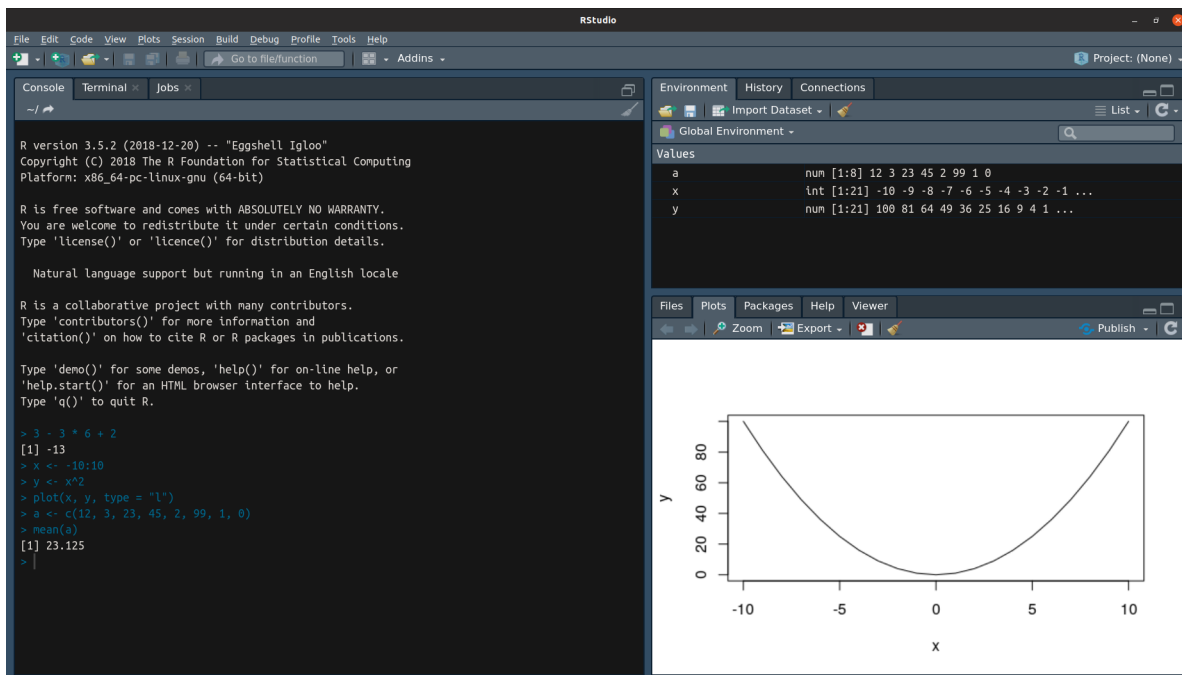 RStudio
File Edit Code View Plots Session Build Debug Profile Tools Help
Go to file/function Addins Project: (None)
Console Terminal Jobs
~/
R version 3.5.2 (2018-12-20) -- "Eggshell Igloo"
Copyright (C) 2018 The R Foundation for Statistical Computing
Platform: x86_64-pc-linux-gnu (64-bit)
R is free software and comes with ABSOLUTELY NO WARRANTY.
You are welcome to redistribute it under certain conditions.
Type 'license()' or 'licence()' for distribution details.
Natural language support but running in an English locale
R is a collaborative project with many contributors.
Type 'contributors()' for more information and
'citation()' on how to cite R or R packages in publications.
Type 'demo()' for some demos, 'help()' for on-line help, or
'help.start()' for an HTML browser interface to help.
Type 'q()' to quit R.
> 3 - 3 * 6 + 2
[1] -13
> x <- -10:10
> y <- x^2
> plot(x, y, type = "l")
> a <- c(12, 3, 23, 45, 2, 99, 1, 0)
> mean(a)
[1] 23.125
>
Environment History Connections
Import Dataset List
Global Environment
Values
a num [1:8] 12 3 23 45 2 99 1 0
x int [1:21] -10 -9 -8 -7 -6 -5 -4 -3 -2 -1 ...
y num [1:21] 100 81 64 49 36 25 16 9 4 1 ...
Files Plots Packages Help Viewer
Zoom Export Publish
80
60
y
40
20
0
-10 -5 0 5 10
x